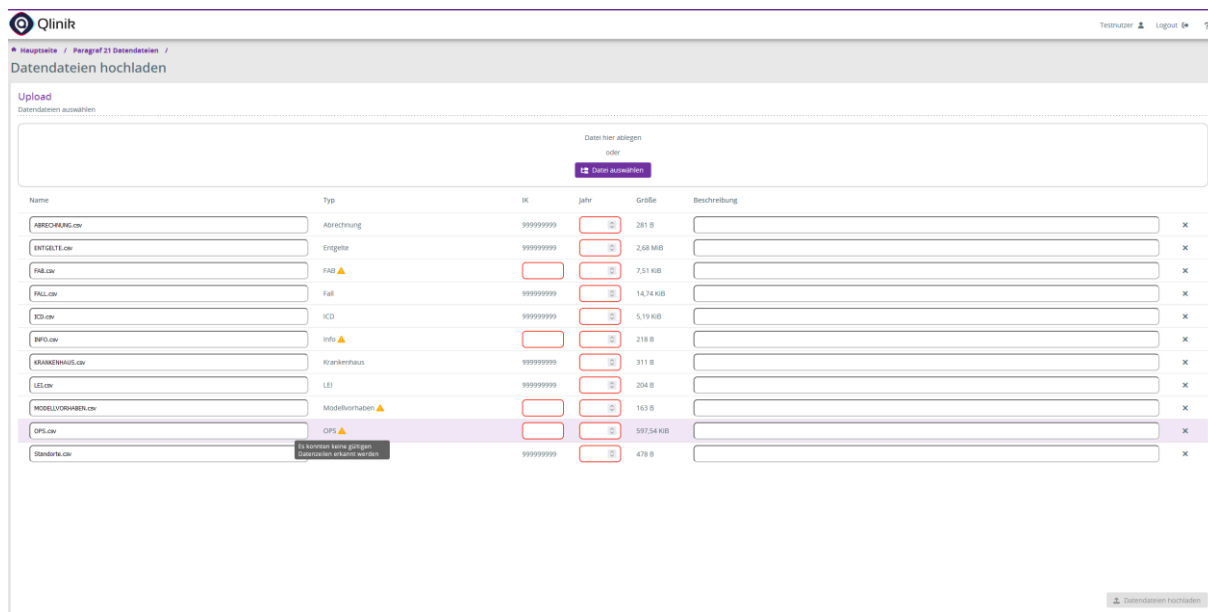 Qlinik
Testnutzer Logout ?
Hauptseite / Paragraf 21 Datendateien /
Datendateien hochladen
Upload
Datendateien auswählen
Datei hier ablegen
oder
Datei auswählen
Name Typ IK Jahr Größe Beschreibung
ABRECHNUNG.csv Abrechnung 999999999 281 B
ENTGELTE.csv Entgelte 999999999 2,68 MiB
FAB.csv FAB 7,51 KiB
FALL.csv Fall 999999999 14,74 KiB
ICD.csv ICD 999999999 5,19 KiB
INFO.csv Info 218 B
KRANKENHAUS.csv Krankenhaus 999999999 311 B
LEI.csv LEI 999999999 204 B
MODELLVORHABEN.csv Modellvorhaben 163 B
OPS.csv OPS 597,54 KiB
Es konnten keine gültigen
Datenzeilen erkannt werden
Standorte.csv 999999999 478 B
Datendateien hochladen